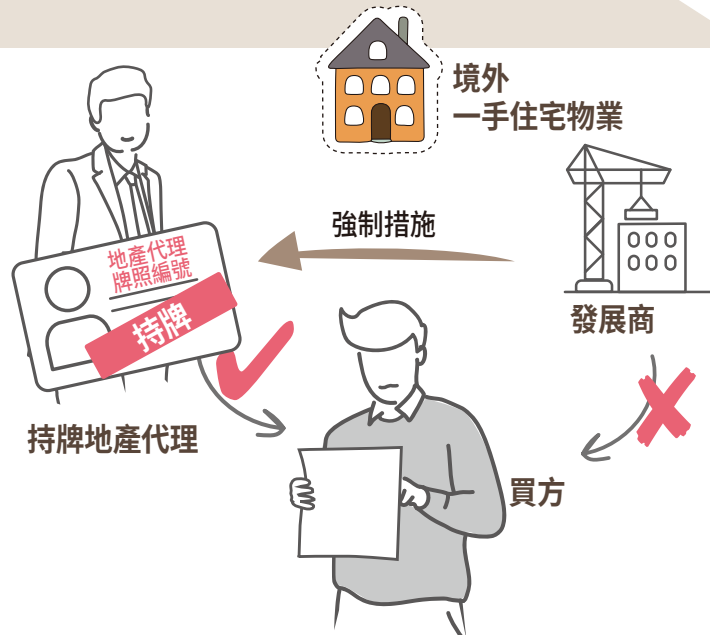 境外
一手住宅物業
強制措施
地產代理
牌照編號
持牌
發展商
持牌地產代理
買方